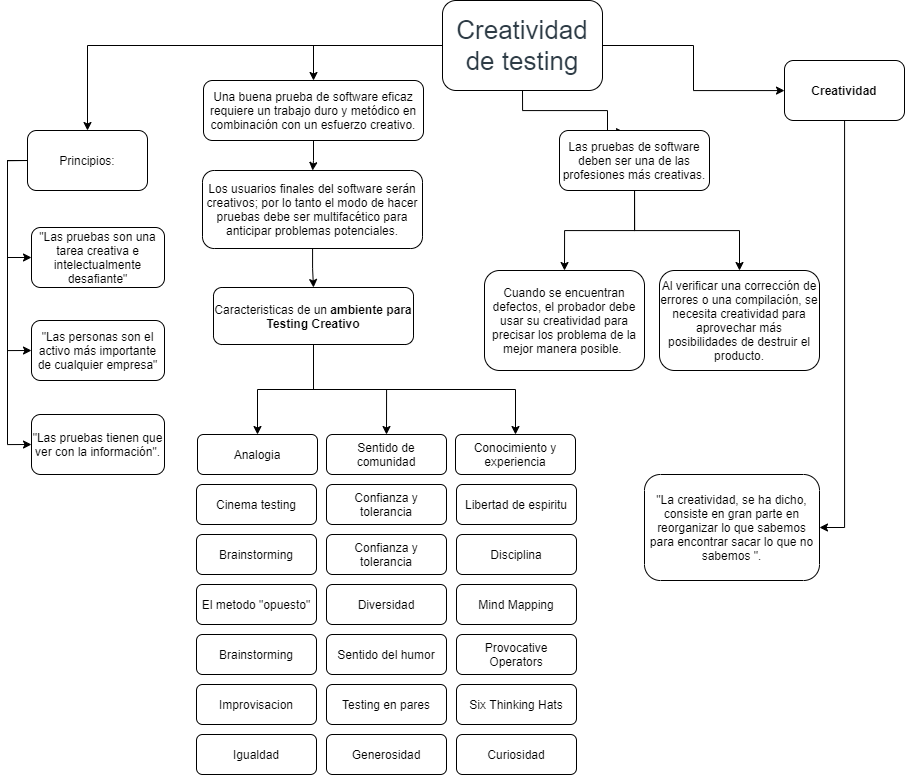 Creatividad
de testing
Creatividad
Una buena prueba de software eficaz
requiere un trabajo duro y metódico en
combinación con un esfuerzo creativo.
Principios:
Las pruebas de software
deben ser una de las
profesiones más creativas.
Los usuarios finales del software serán
creativos; por lo tanto el modo de hacer
pruebas debe ser multifacético para
anticipar problemas potenciales.
"Las pruebas son una
tarea creativa e
intelectualmente
desafiante"
Cuando se encuentran
defectos, el probador debe
usar su creatividad para
precisar los problema de la
mejor manera posible.
Al verificar una corrección de
errores o una compilación, se
necesita creatividad para
aprovechar más
posibilidades de destruir el
producto.
Caracteristicas de un ambiente para
Testing Creativo
"Las personas son el
activo más importante
de cualquier empresa"
"Las pruebas tienen que
ver con la información".
Analogia
Sentido de
comunidad
Conocimiento y
experiencia
Cinema testing
Confianza y
tolerancia
Libertad de espiritu
"La creatividad, se ha dicho,
consiste en gran parte en
reorganizar lo que sabemos
para encontrar sacar lo que no
sabemos ".
Brainstorming
Confianza y
tolerancia
Disciplina
El metodo "opuesto"
Diversidad
Mind Mapping
Brainstorming
Sentido del humor
Provocative
Operators
Improvisacion
Testing en pares
Six Thinking Hats
Igualdad
Generosidad
Curiosidad